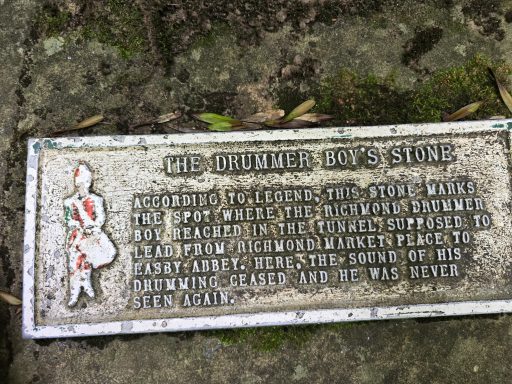 THE DRUMMER BOY'S STONE
ACCORDING TO LEGEND, THIS STONE MARKS
THE SPOT WHERE THE RICHMOND DRUMMER
BOY REACHED IN THE TUNNEL SUPPOSED TO
LEAD FROM RICHMOND MARKET PLACE TO
EASBY ABBEY. HERE, THE SOUND OF HIS
DRUMMING CEASED AND HE WAS NEVER
SEEN AGAIN.